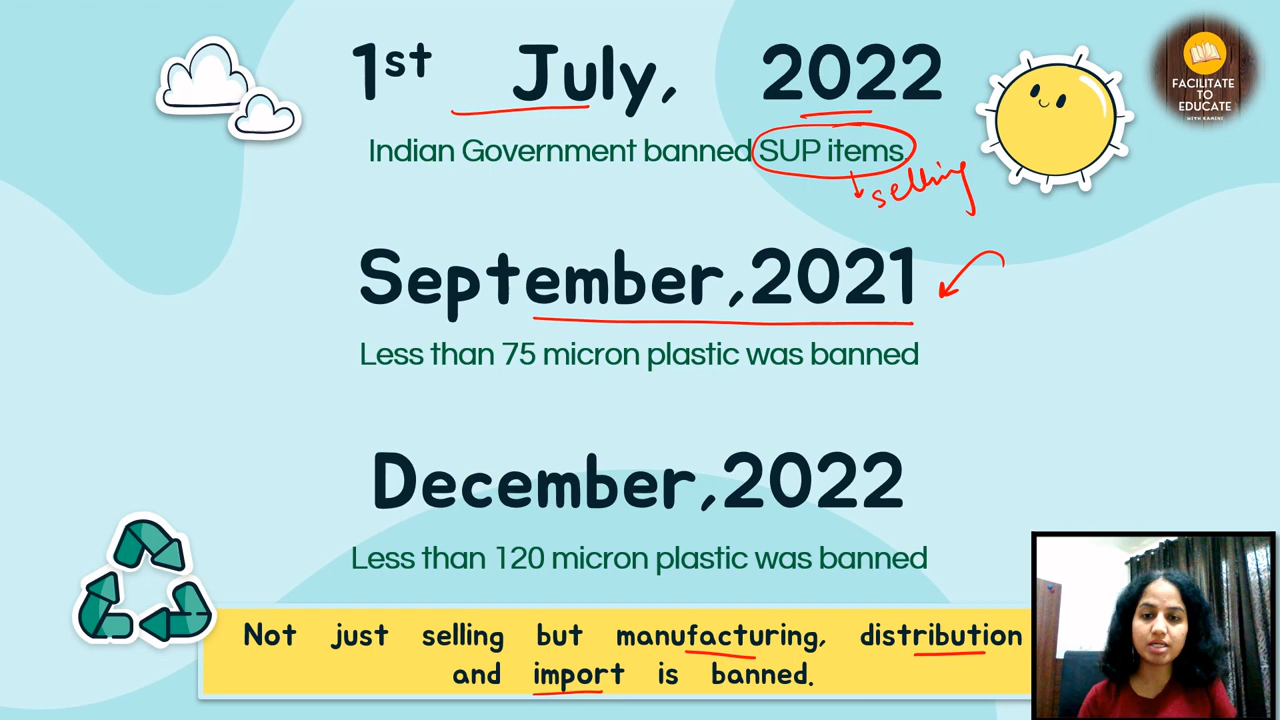 1st July, 2022
Indian Government banned SUP items.
selling
September,2021
Less than 75 micron plastic was banned
December,2022
Less than 120 micron plastic was banned
Not just selling but manufacturing, distribution
and import is banned.
FACILITATE
TO
EDUCATE
WITH KAMINI